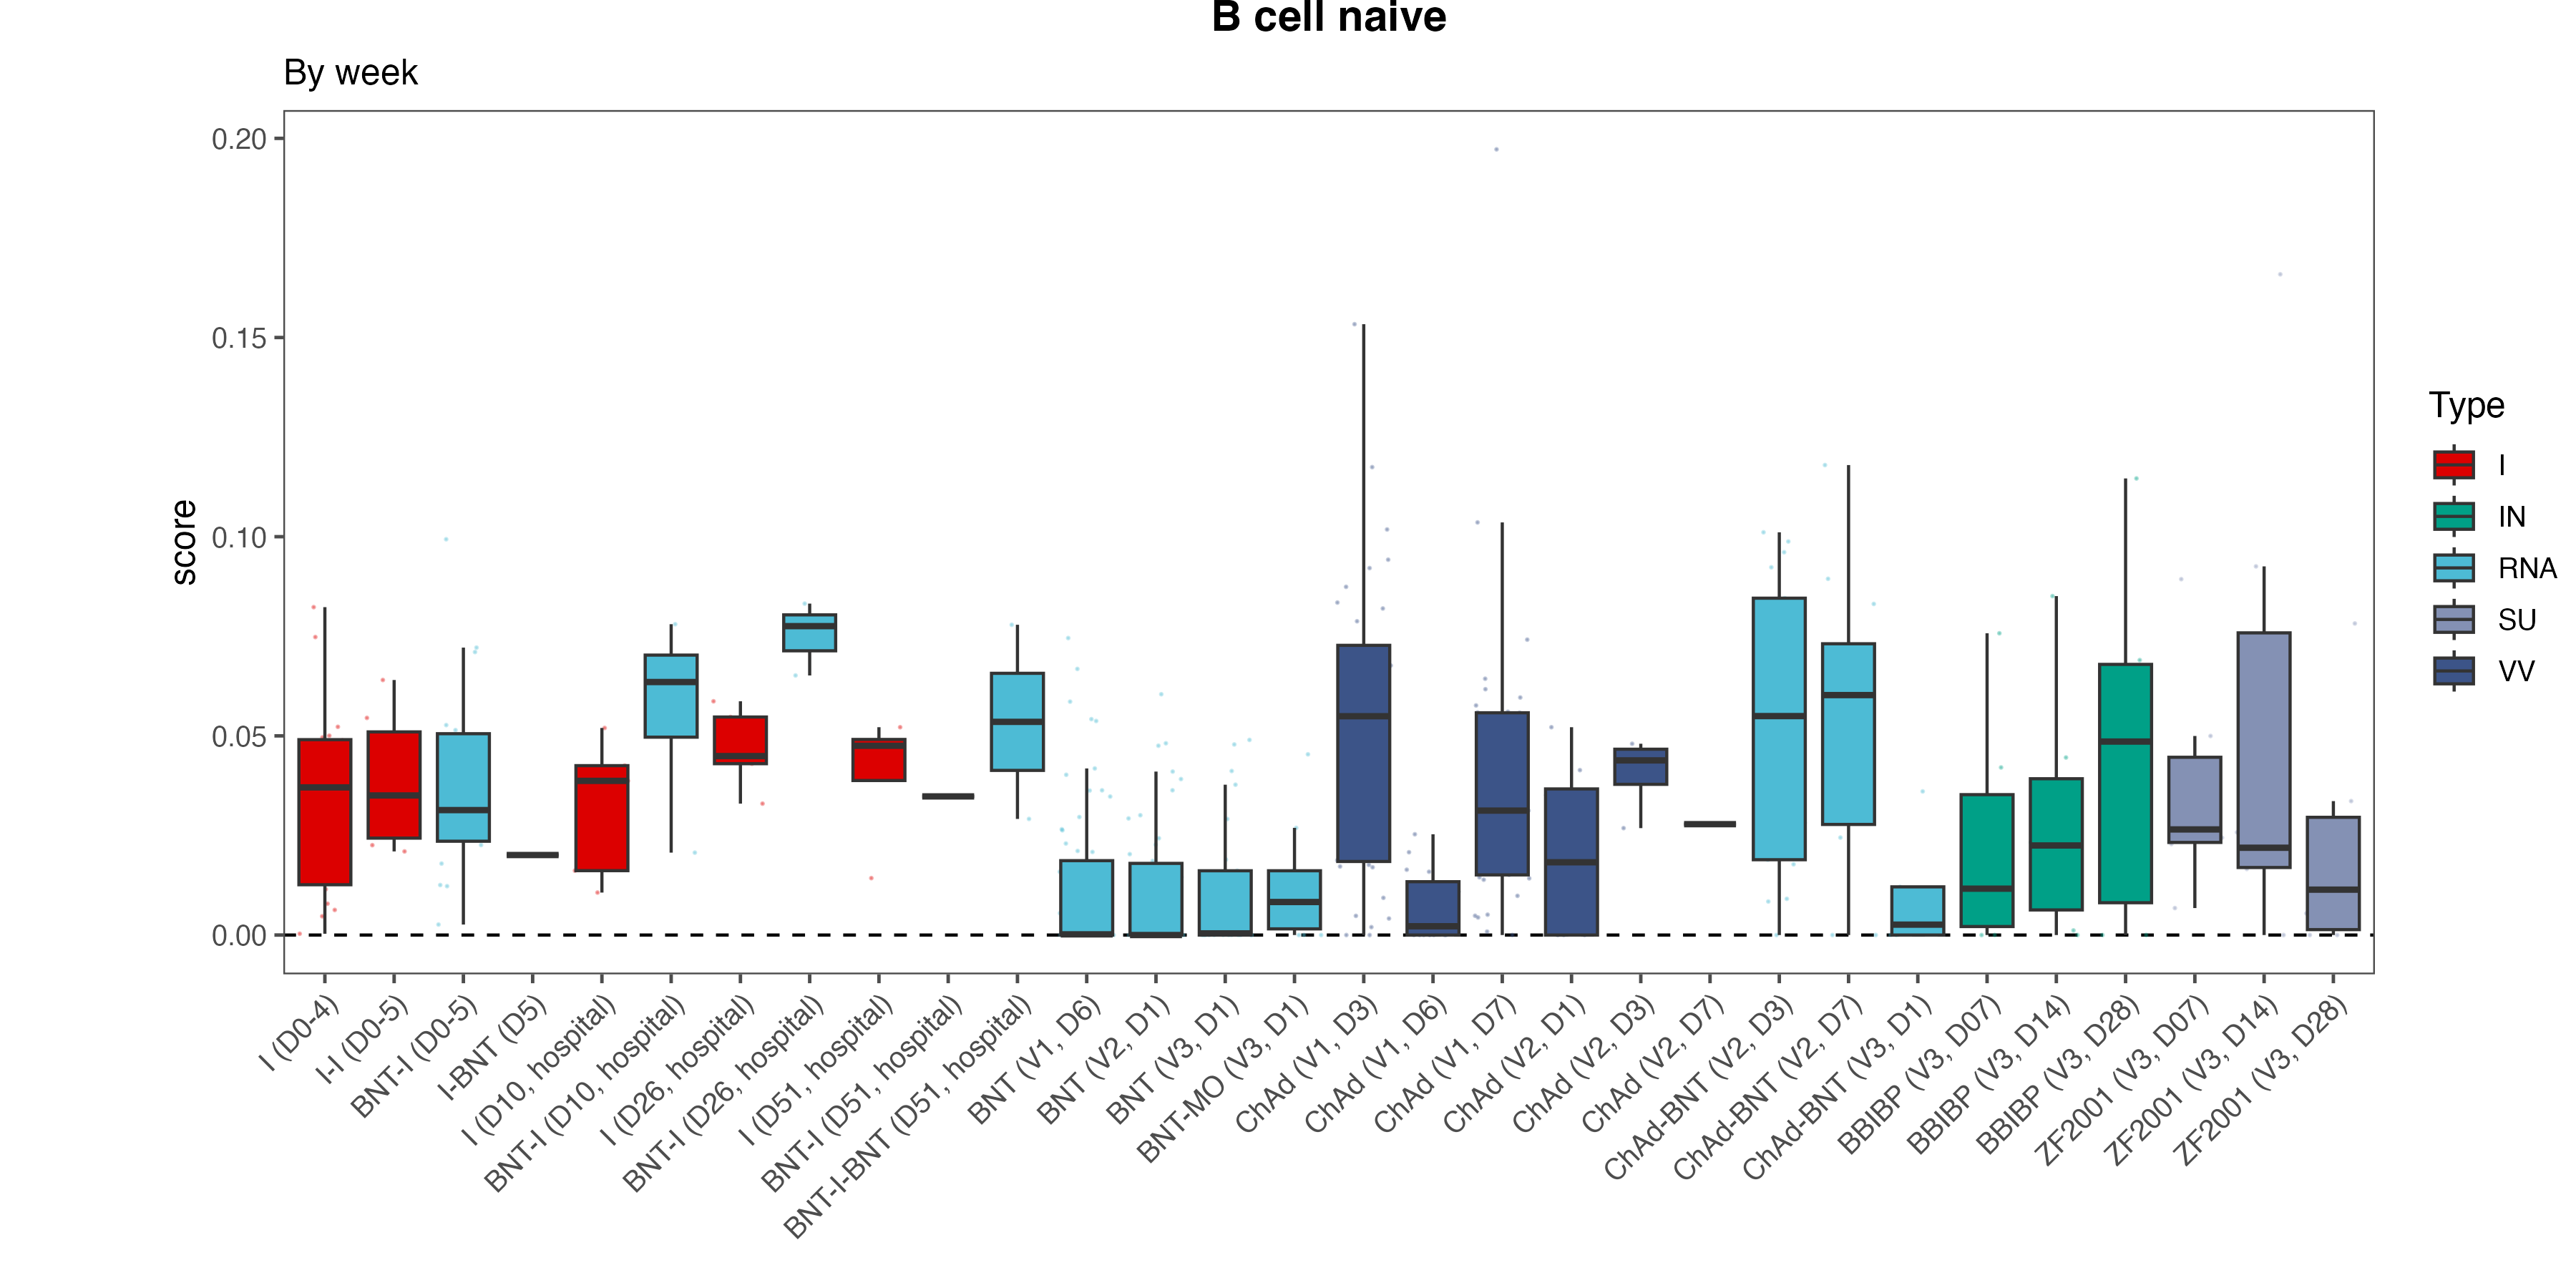 B cell naive
By week
score
0.20
0.15
0.10
0.05
0.00
I (D0-4)
I-I (D0-5)
BNT-I (D0-5)
I-BNT (D5)
I (D10, hospital)
BNT-I (D10, hospital)
I (D26, hospital)
BNT-I (D26, hospital)
I (D51, hospital)
BNT-I (D51, hospital)
BNT-I-BNT (D51, hospital)
BNT (V1, D6)
BNT (V2, D1)
BNT (V3, D1)
BNT-MO (V3, D1)
ChAd (V1, D3)
ChAd (V1, D6)
ChAd (V1, D7)
ChAd (V2, D1)
ChAd (V2, D3)
ChAd (V2, D7)
ChAd-BNT (V2, D3)
ChAd-BNT (V2, D7)
ChAd-BNT (V3, D1)
BBIBP (V3, D07)
BBIBP (V3, D14)
BBIBP (V3, D28)
ZF2001 (V3, D07)
ZF2001 (V3, D14)
ZF2001 (V3, D28)
Type
I
IN
RNA
SU
VV